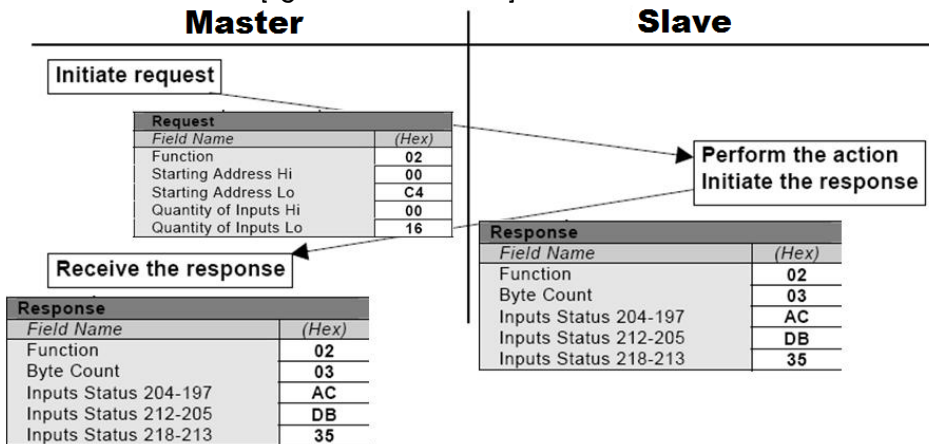 Master
Slave
Initiate request
Request
Field Name (Hex)
Function 02
Starting Address Hi 00
Starting Address Lo C4
Quantity of Inputs Hi 00
Quantity of Inputs Lo 16
Perform the action
Initiate the response
Response
Field Name (Hex)
Function 02
Byte Count 03
Inputs Status 204-197 AC
Inputs Status 212-205 DB
Inputs Status 218-213 35
Receive the response
Response
Field Name (Hex)
Function 02
Byte Count 03
Inputs Status 204-197 AC
Inputs Status 212-205 DB
Inputs Status 218-213 35